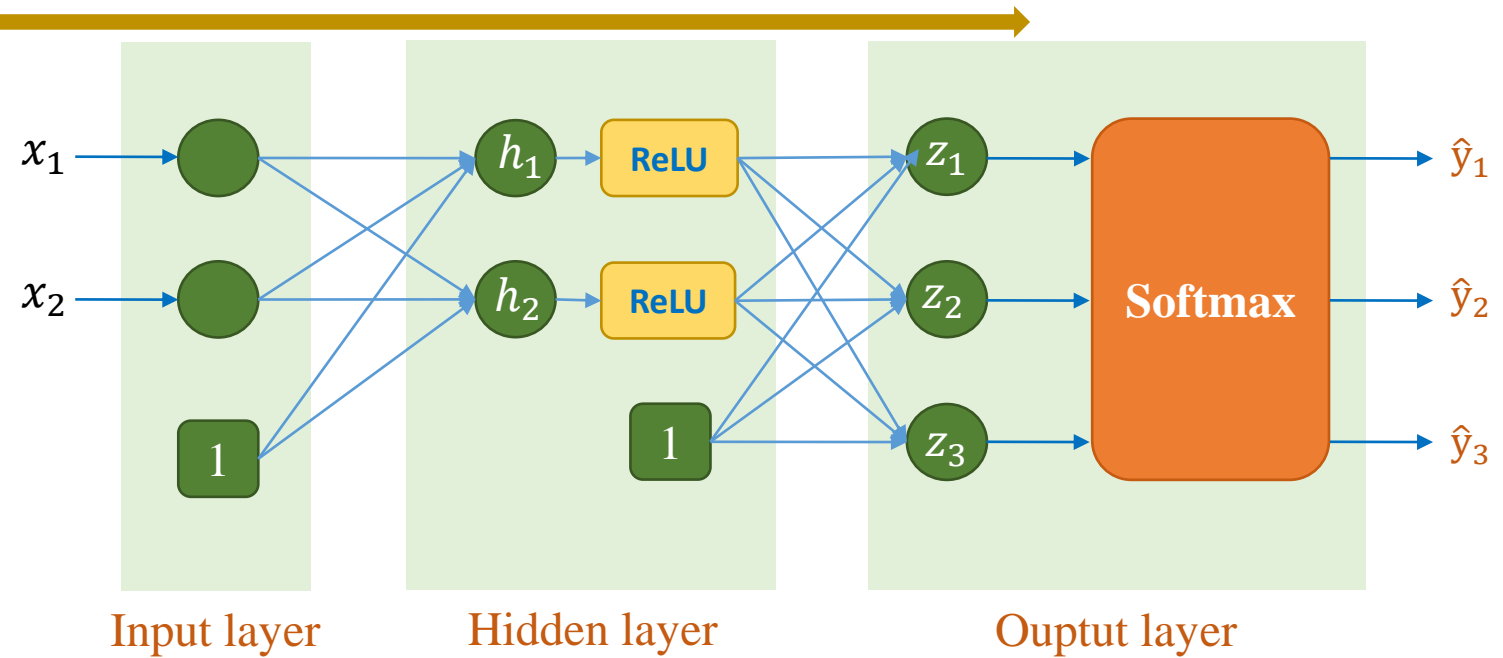 x₁ h₁ ReLU z₁ ŷ₁
x₂ h₂ ReLU z₂ Softmax ŷ₂
1 1 z₃ ŷ₃
Input layer Hidden layer Ouptut layer